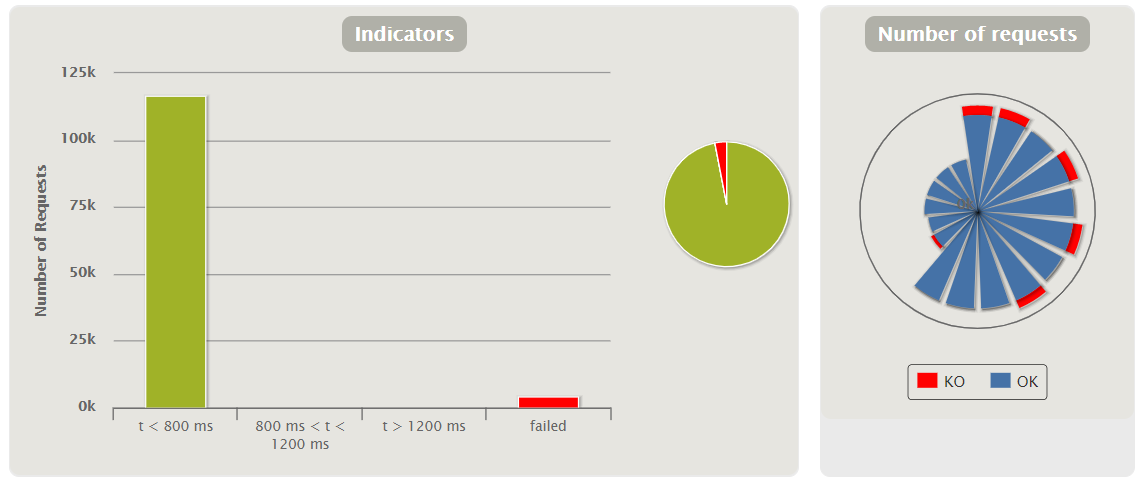 Indicators
Number of Requests
125k
100k
75k
50k
25k
0k
t < 800 ms
800 ms < t <
1200 ms
t > 1200 ms
failed
Number of requests
KO
OK